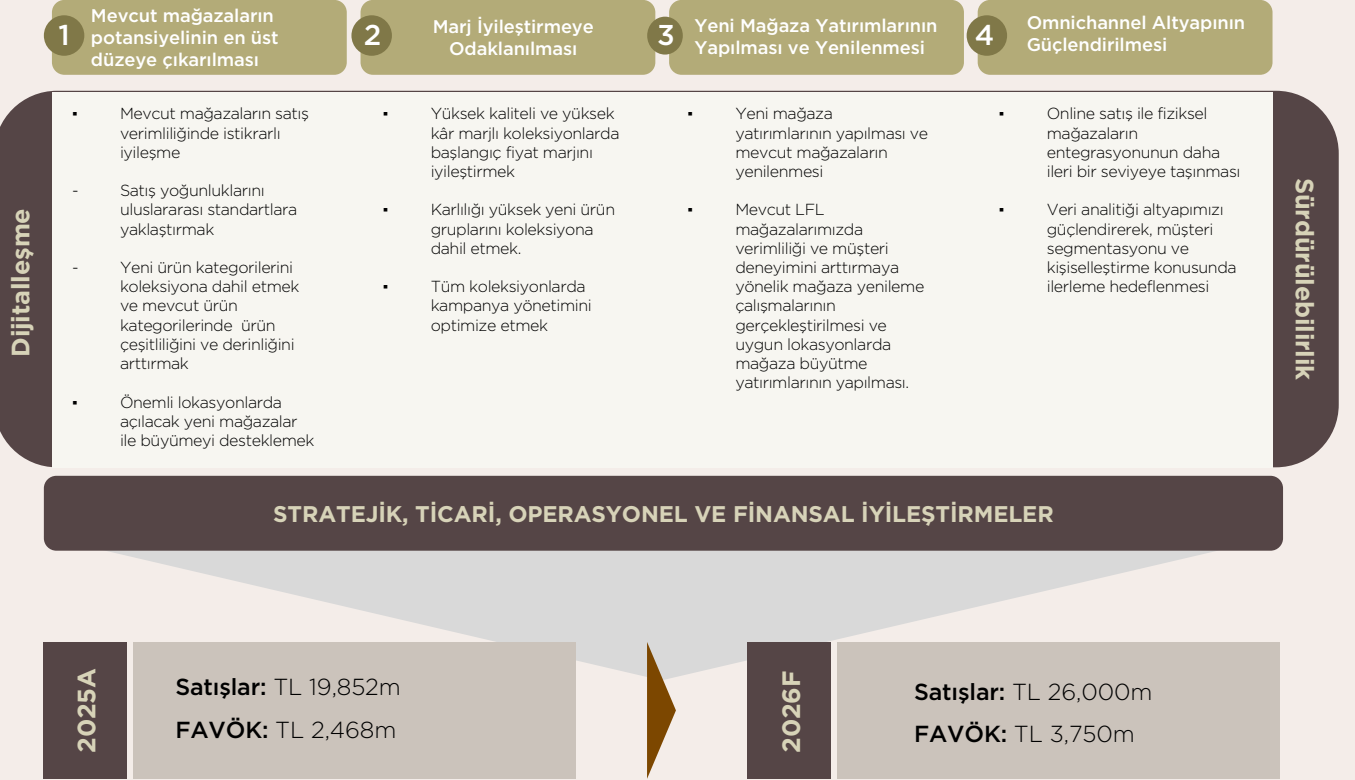 1
Mevcut mağazaların
potansiyelinin en üst
düzeye çıkarılması
2
Marj İyileştirmeye
Odaklanılması
3
Yeni Mağaza Yatırımlarının
Yapılması ve Yenilenmesi
4
Omnichannel Altyapının
Güçlendirilmesi
Dijitalleşme
▪ Mevcut mağazaların satış
verimliliğinde istikrarlı
iyileşme
- Satış yoğunluklarını
uluslararası standartlara
yaklaştırmak
- Yeni ürün kategorilerini
koleksiyona dahil etmek
ve mevcut ürün
kategorilerinde ürün
çeşitliliğini ve derinliğini
arttırmak
▪ Önemli lokasyonlarda
açılacak yeni mağazalar
ile büyümeyi desteklemek
▪ Yüksek kaliteli ve yüksek
kâr marjlı koleksiyonlarda
başlangıç fiyat marjını
iyileştirmek
▪ Karlılığı yüksek yeni ürün
gruplarını koleksiyona
dahil etmek.
▪ Tüm koleksiyonlarda
kampanya yönetimini
optimize etmek
▪ Yeni mağaza
yatırımlarının yapılması ve
mevcut mağazaların
yenilenmesi
▪ Mevcut LFL
mağazalarımızda
verimliliği ve müşteri
deneyimini arttırmaya
yönelik mağaza yenileme
çalışmalarının
gerçekleştirilmesi ve
uygun lokasyonlarda
mağaza büyütme
yatırımlarının yapılması.
▪ Online satış ile fiziksel
mağazaların
entegrasyonunun daha
ileri bir seviyeye taşınması
▪ Veri analitiği altyapımızı
güçlendirerek, müşteri
segmentasyonu ve
kişiselleştirme konusunda
ilerleme hedeflenmesi
Sürdürülebilirlik
STRATEJİK, TİCARİ, OPERASYONEL VE FİNANSAL İYİLEŞTİRMELER
2025A
Satışlar: TL 19,852m
FAVÖK: TL 2,468m
2026F
Satışlar: TL 26,000m
FAVÖK: TL 3,750m